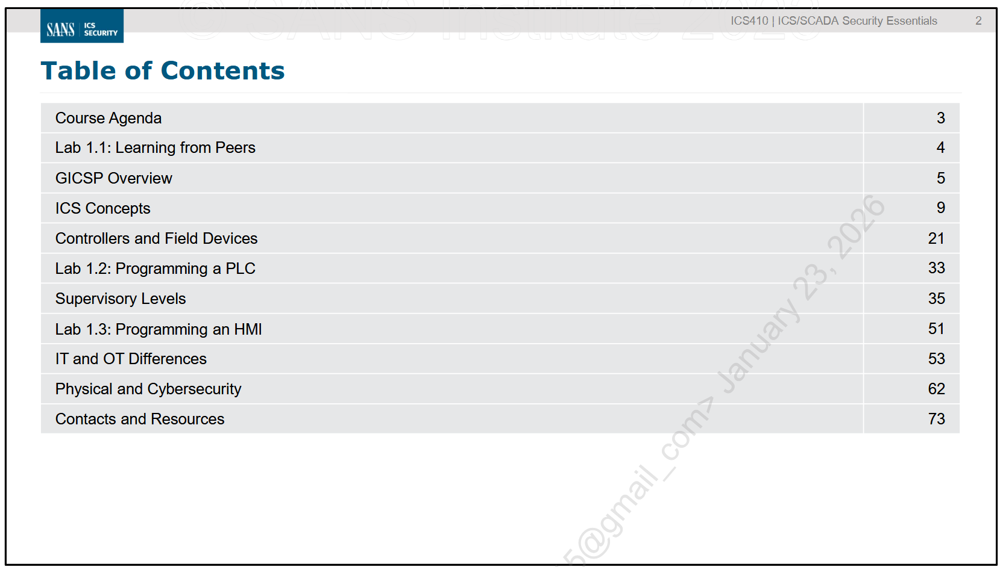 © SANS Institute 2026
SANS
ICS
SECURITY
ICS410 | ICS/SCADA Security Essentials 2
Table of Contents
Course Agenda 3
Lab 1.1: Learning from Peers 4
GICSP Overview 5
ICS Concepts 9
Controllers and Field Devices 21
Lab 1.2: Programming a PLC 33
Supervisory Levels 35
Lab 1.3: Programming an HMI 51
IT and OT Differences 53
Physical and Cybersecurity 62
Contacts and Resources 73
5@gmail_com> January 23, 2026